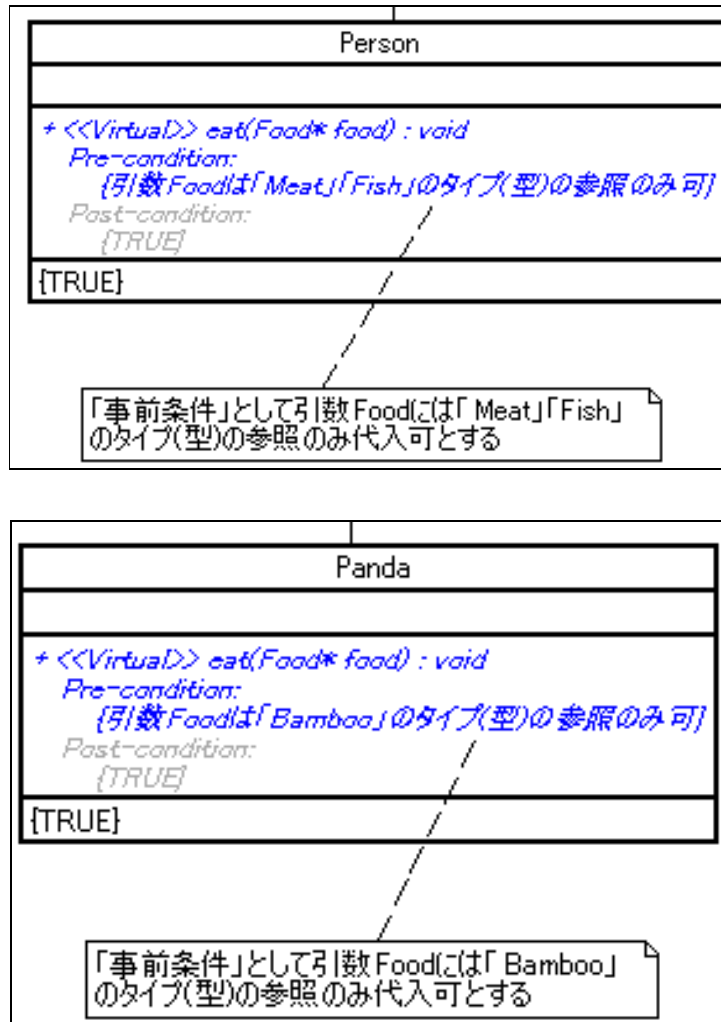 Person
+ <<Virtual>> eat(Food* food) : void
Pre-condition:
{引数Foodは「Meat」「Fish」のタイプ(型)の参照のみ可}
Post-condition:
{TRUE}
{TRUE}
「事前条件」として引数Foodには「Meat」「Fish」
のタイプ(型)の参照のみ代入可とする
Panda
+ <<Virtual>> eat(Food* food) : void
Pre-condition:
{引数Foodは「Bamboo」のタイプ(型)の参照のみ可}
Post-condition:
{TRUE}
{TRUE}
「事前条件」として引数Foodには「Bamboo」
のタイプ(型)の参照のみ代入可とする